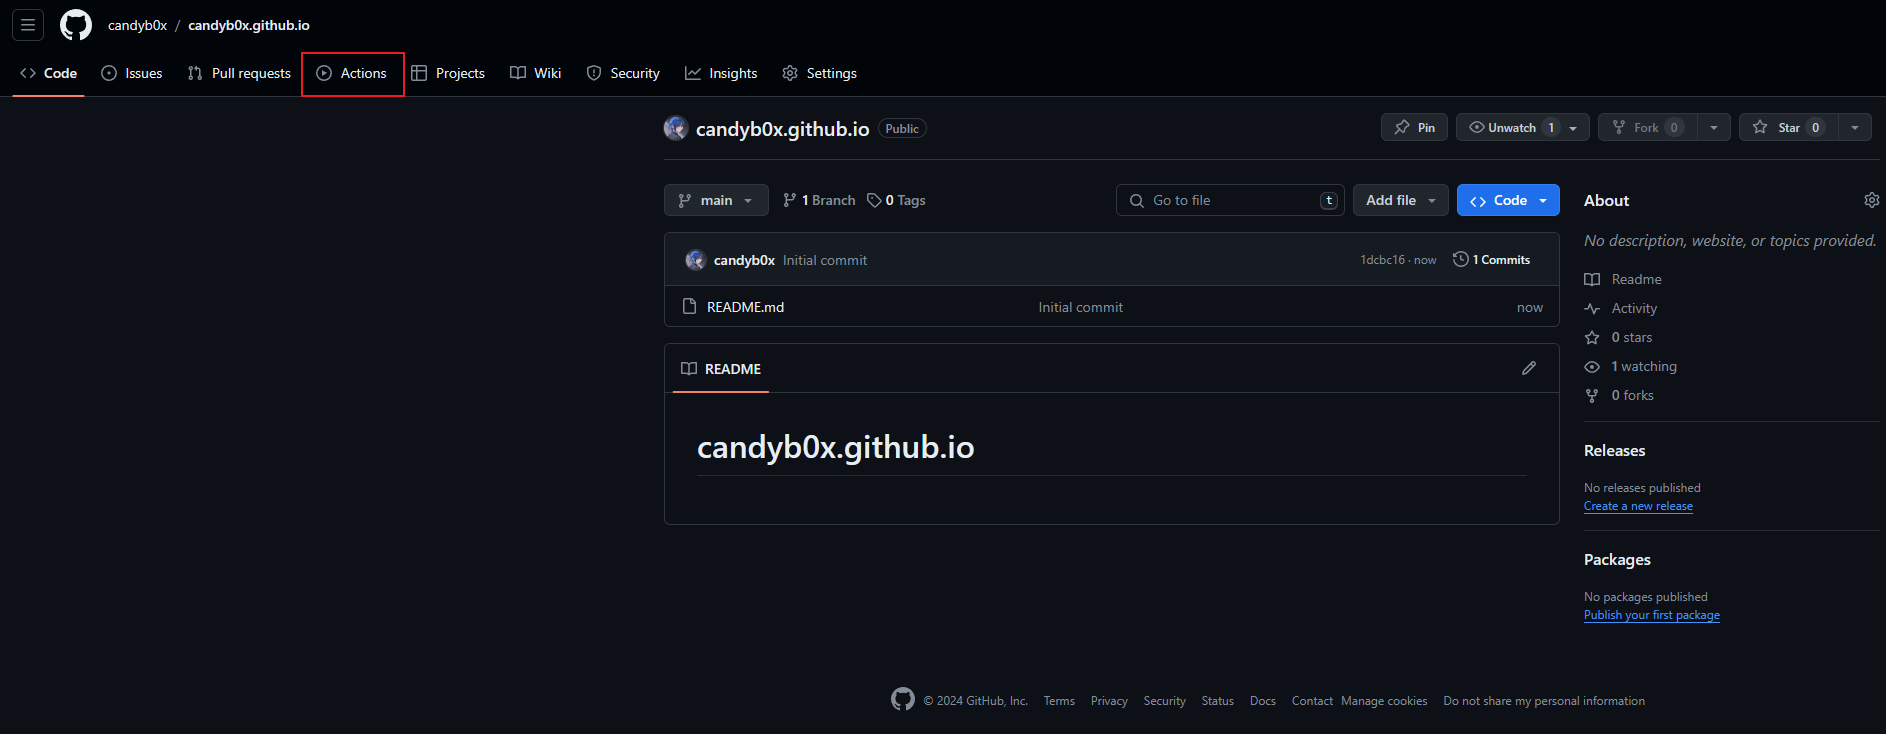 candyb0x / candyb0x.github.io
Code Issues Pull requests Actions Projects Wiki Security Insights Settings
candyb0x.github.io Public Pin Unwatch 1 Fork 0 Star 0
main 1 Branch 0 Tags Go to file t Add file Code
candyb0x Initial commit 1dcbc16 · now 1 Commits
README.md Initial commit now
README
candyb0x.github.io
About
No description, website, or topics provided.
Readme
Activity
0 stars
1 watching
0 forks
Releases
No releases published
Create a new release
Packages
No packages published
Publish your first package
© 2024 GitHub, Inc. Terms Privacy Security Status Docs Contact Manage cookies Do not share my personal information